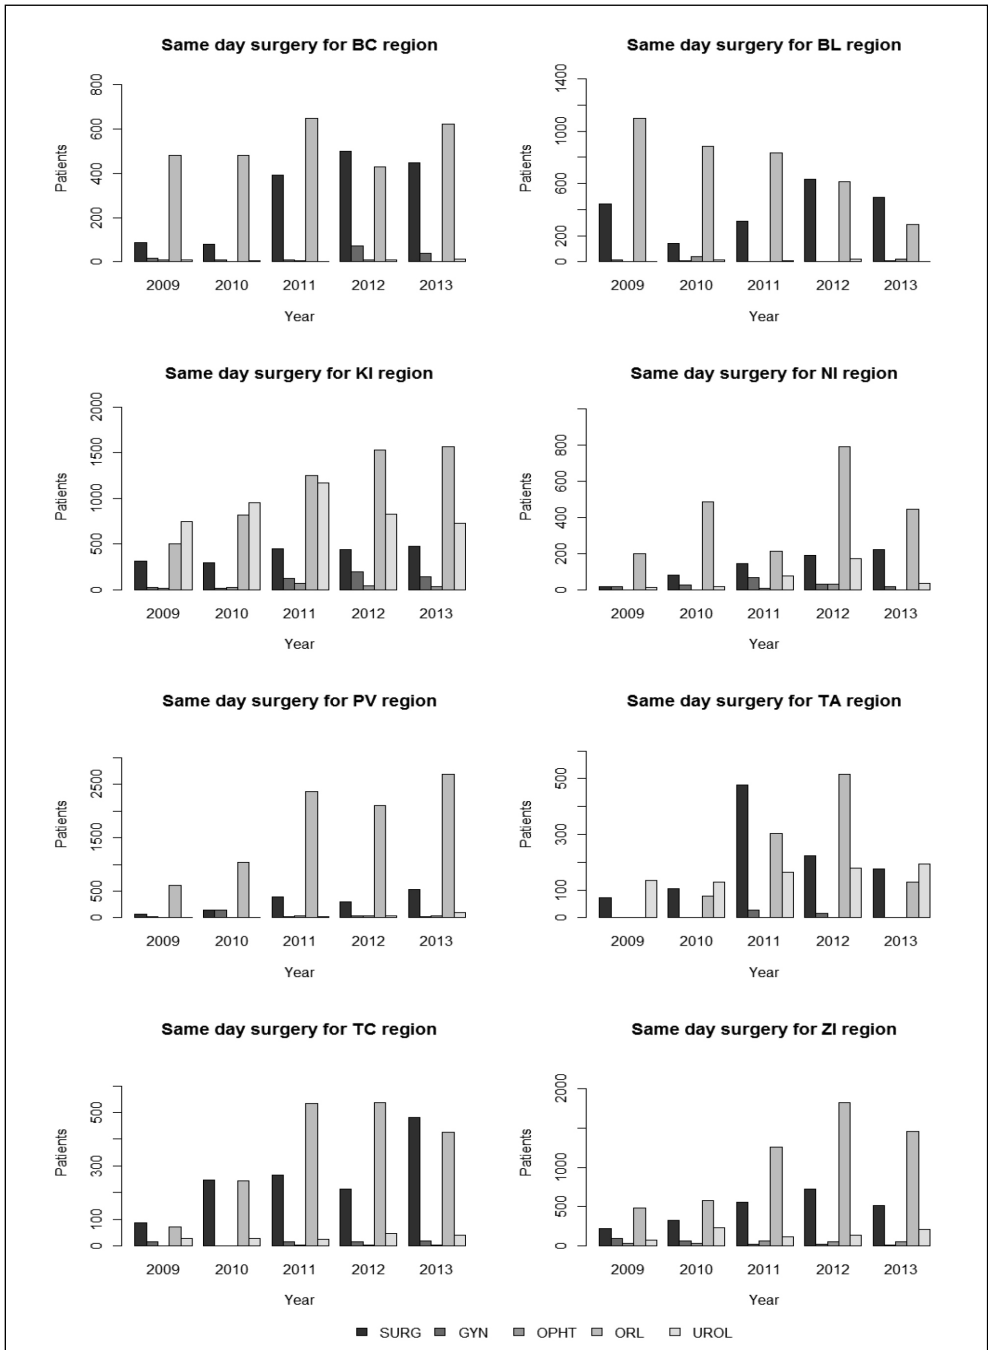 Same day surgery for BC region
Patients
0 200 400 600 800
2009 2010 2011 2012 2013
Year
Same day surgery for BL region
Patients
0 200 600 1000 1400
2009 2010 2011 2012 2013
Year
Same day surgery for KI region
Patients
0 500 1000 1500 2000
2009 2010 2011 2012 2013
Year
Same day surgery for NI region
Patients
0 200 400 600 800
2009 2010 2011 2012 2013
Year
Same day surgery for PV region
Patients
0 500 1500 2500
2009 2010 2011 2012 2013
Year
Same day surgery for TA region
Patients
0 100 300 500
2009 2010 2011 2012 2013
Year
Same day surgery for TC region
Patients
0 100 300 500
2009 2010 2011 2012 2013
Year
Same day surgery for ZI region
Patients
0 500 1000 2000
2009 2010 2011 2012 2013
Year
SURG GYN OPHT ORL UROL